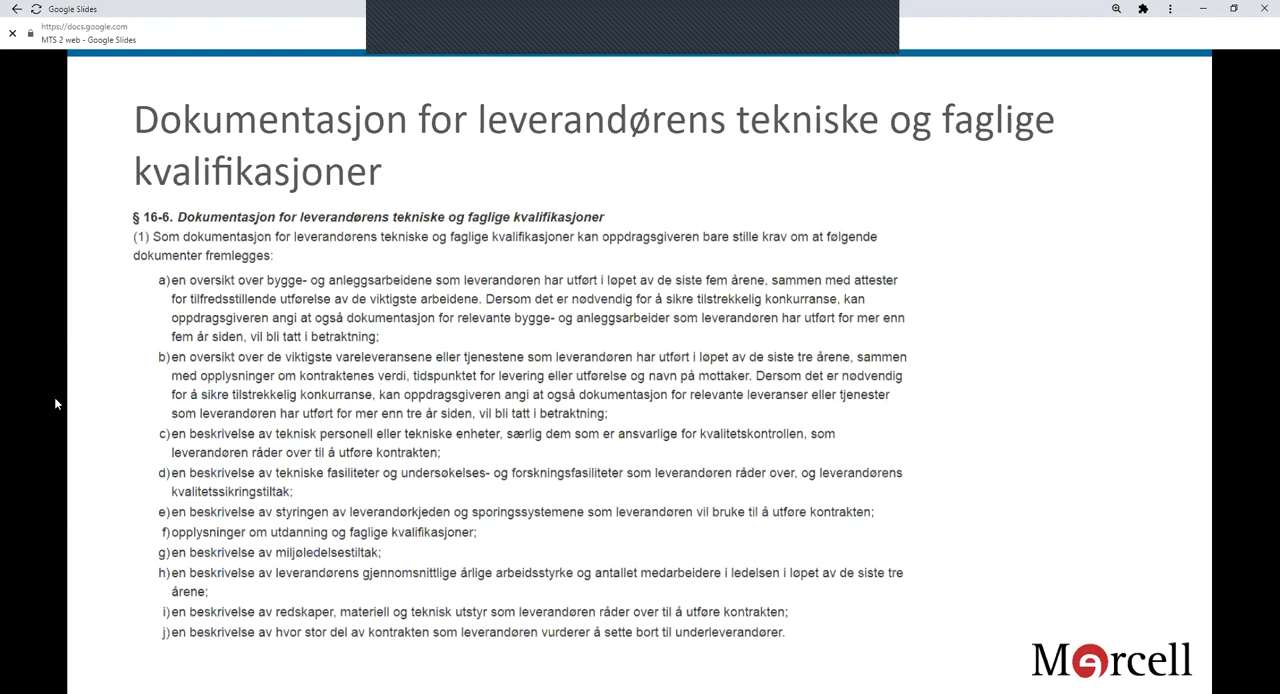 Google Slides
https://docs.google.com
MTS 2 web - Google Slides
Dokumentasjon for leverandørens tekniske og faglige
kvalifikasjoner
§ 16-6. Dokumentasjon for leverandørens tekniske og faglige kvalifikasjoner
(1) Som dokumentasjon for leverandørens tekniske og faglige kvalifikasjoner kan oppdragsgiveren bare stille krav om at følgende
dokumenter fremlegges:
a) en oversikt over bygge- og anleggsarbeidene som leverandøren har utført i løpet av de siste fem årene, sammen med attester
for tilfredsstillende utførelse av de viktigste arbeidene. Dersom det er nødvendig for å sikre tilstrekkelig konkurranse, kan
oppdragsgiveren angi at også dokumentasjon for relevante bygge- og anleggsarbeider som leverandøren har utført for mer enn
fem år siden, vil bli tatt i betraktning;
b) en oversikt over de viktigste vareleveransene eller tjenestene som leverandøren har utført i løpet av de siste tre årene, sammen
med opplysninger om kontraktenes verdi, tidspunktet for levering eller utførelse og navn på mottaker. Dersom det er nødvendig
for å sikre tilstrekkelig konkurranse, kan oppdragsgiveren angi at også dokumentasjon for relevante leveranser eller tjenester
som leverandøren har utført for mer enn tre år siden, vil bli tatt i betraktning;
c) en beskrivelse av teknisk personell eller tekniske enheter, særlig dem som er ansvarlige for kvalitetskontrollen, som
leverandøren råder over til å utføre kontrakten;
d) en beskrivelse av tekniske fasiliteter og undersøkelses- og forskningsfasiliteter som leverandøren råder over, og leverandørens
kvalitetssikringstiltak;
e) en beskrivelse av styringen av leverandørkjeden og sporingssystemene som leverandøren vil bruke til å utføre kontrakten;
f) opplysninger om utdanning og faglige kvalifikasjoner;
g) en beskrivelse av miljøledelsestiltak;
h) en beskrivelse av leverandørens gjennomsnittlige årlige arbeidsstyrke og antallet medarbeidere i ledelsen i løpet av de siste tre
årene;
i) en beskrivelse av redskaper, materiell og teknisk utstyr som leverandøren råder over til å utføre kontrakten;
j) en beskrivelse av hvor stor del av kontrakten som leverandøren vurderer å sette bort til underleverandører.
Mercell